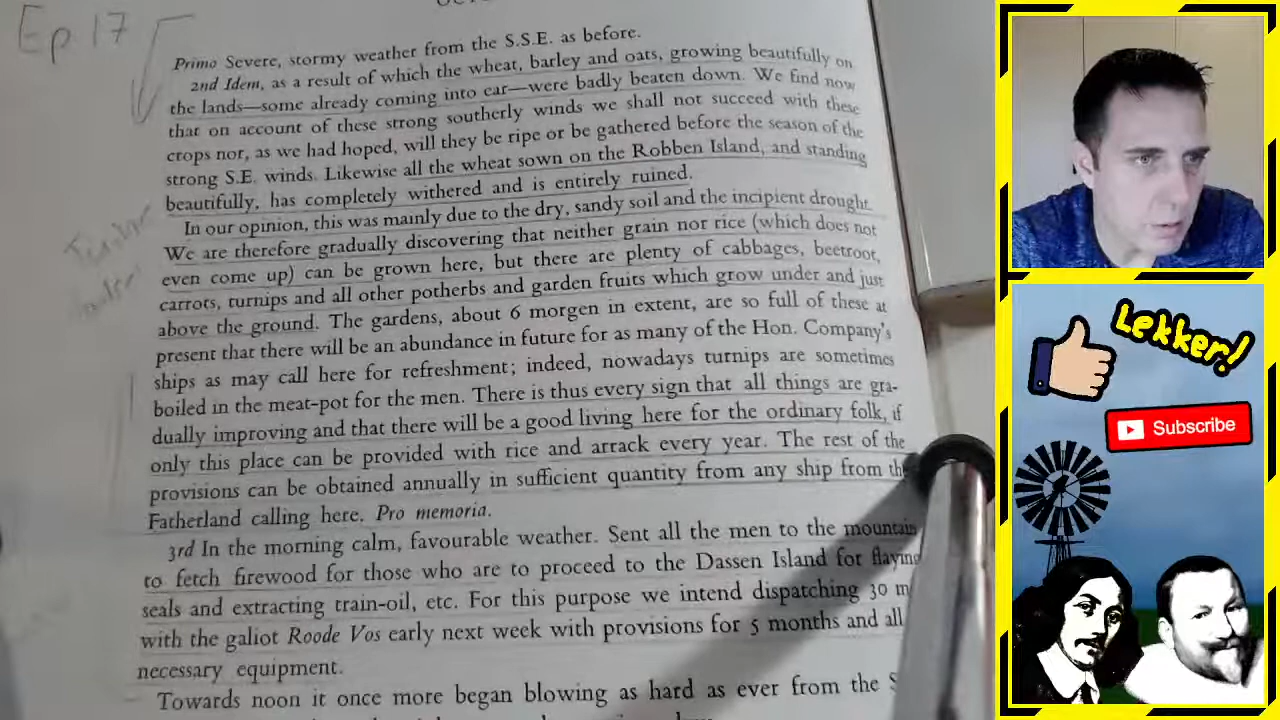 Ep 17
Primo Severe, stormy weather from the S.S.E. as before.
2nd Idem, as a result of which the wheat, barley and oats, growing beautifully on
the lands—some already coming into ear—were badly beaten down. We find now
that on account of these strong southerly winds we shall not succeed with these
crops nor, as we had hoped, will they be ripe or be gathered before the season of the
strong S.E. winds. Likewise all the wheat sown on the Robben Island, and standing
beautifully, has completely withered and is entirely ruined.
In our opinion, this was mainly due to the dry, sandy soil and the incipient drought.
We are therefore gradually discovering that neither grain nor rice (which does not
even come up) can be grown here, but there are plenty of cabbages, beetroot,
carrots, turnips and all other potherbs and garden fruits which grow under and just
above the ground. The gardens, about 6 morgen in extent, are so full of these at
present that there will be an abundance in future for as many of the Hon. Company's
ships as may call here for refreshment; indeed, nowadays turnips are sometimes
boiled in the meat-pot for the men. There is thus every sign that all things are gra-
dually improving and that there will be a good living here for the ordinary folk, if
only this place can be provided with rice and arrack every year. The rest of the
provisions can be obtained annually in sufficient quantity from any ship from the
Fatherland calling here. Pro memoria.
3rd In the morning calm, favourable weather. Sent all the men to the mountain
to fetch firewood for those who are to proceed to the Dassen Island for flaying
seals and extracting train-oil, etc. For this purpose we intend dispatching 30
with the galiot Roode Vos early next week with provisions for 5 months and all
necessary equipment.
Towards noon it once more began blowing as hard as ever from the
Lekker!
Subscribe